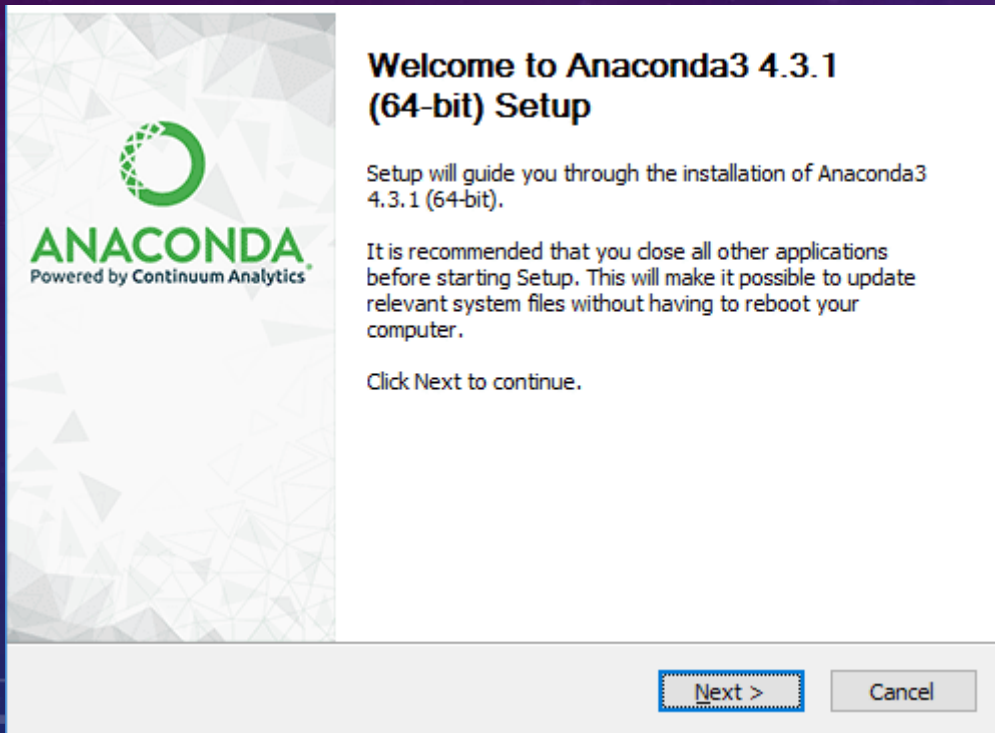 Welcome to Anaconda3 4.3.1
(64-bit) Setup
Setup will guide you through the installation of Anaconda3
4.3.1 (64-bit).
It is recommended that you close all other applications
before starting Setup. This will make it possible to update
relevant system files without having to reboot your
computer.
Click Next to continue.
ANACONDA
Powered by Continuum Analytics®
Next >
Cancel